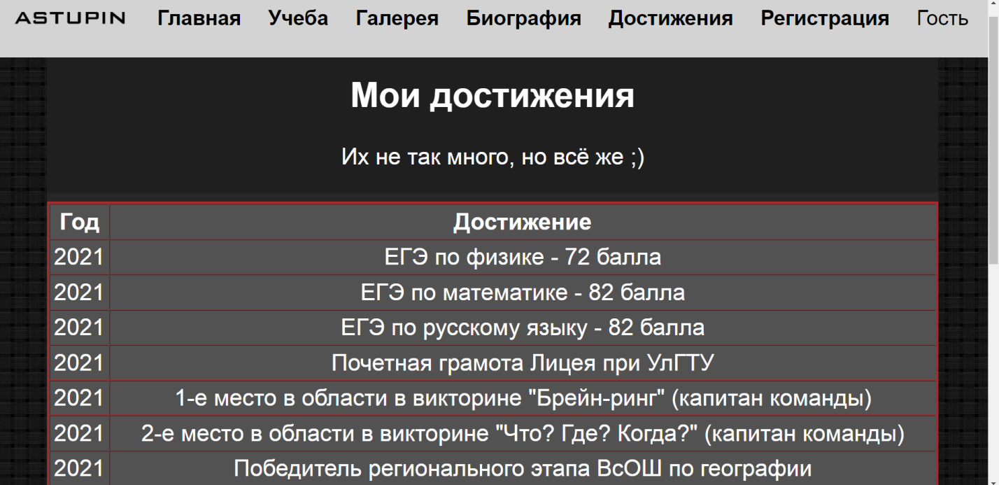 ASTUPIN Главная Учеба Галерея Биография Достижения Регистрация Гость
Мои достижения
Их не так много, но всё же ;)
Год Достижение
2021 ЕГЭ по физике - 72 балла
2021 ЕГЭ по математике - 82 балла
2021 ЕГЭ по русскому языку - 82 балла
2021 Почетная грамота Лицея при УлГТУ
2021 1-е место в области в викторине "Брейн-ринг" (капитан команды)
2021 2-е место в области в викторине "Что? Где? Когда?" (капитан команды)
2021 Победитель регионального этапа ВсОШ по географии